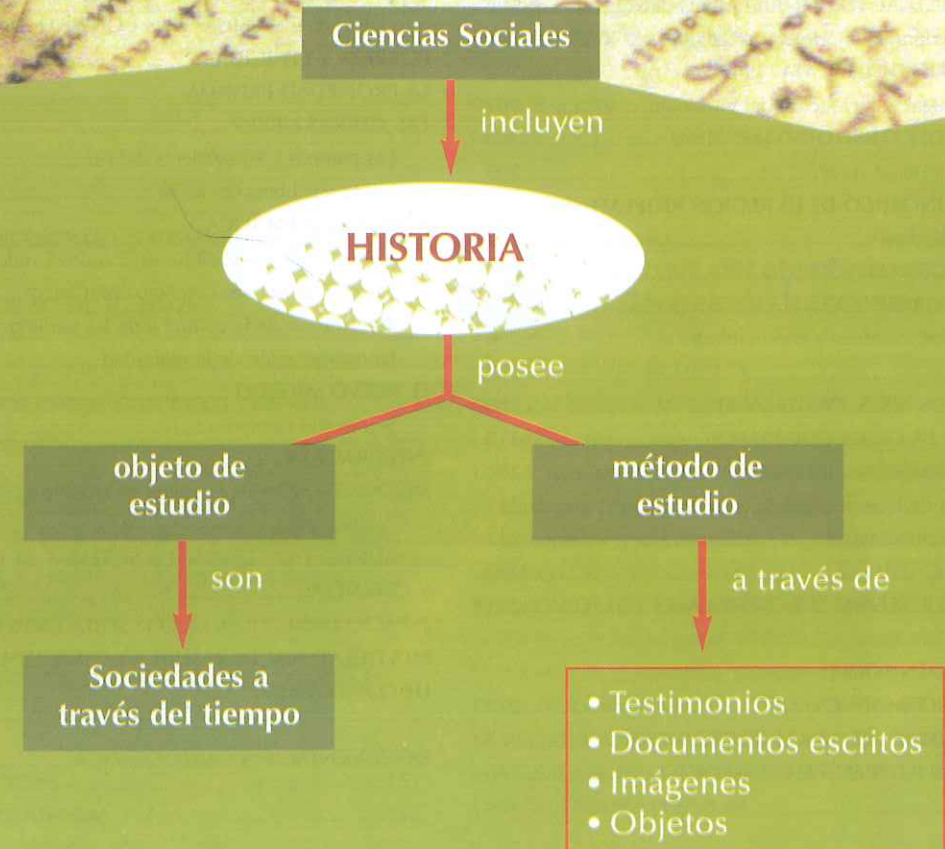 Ciencias Sociales
incluyen
HISTORIA
posee
objeto de
estudio
método de
estudio
son
a través de
Sociedades a
través del tiempo
• Testimonios
• Documentos escritos
• Imágenes
• Objetos